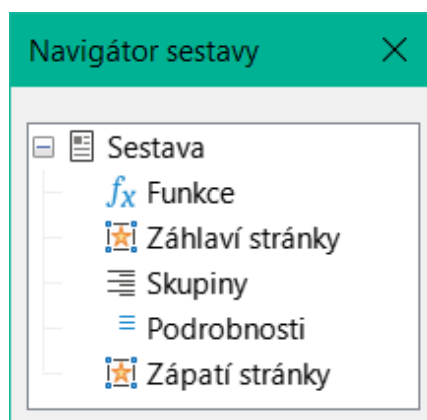 Navigátor sestavy
Sestava
Funkce
Záhlaví stránky
Skupiny
Podrobnosti
Zápatí stránky